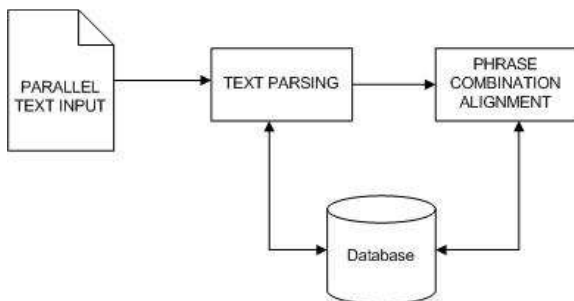 PARALLEL
TEXT INPUT
TEXT PARSING
PHRASE
COMBINATION
ALIGNMENT
Database